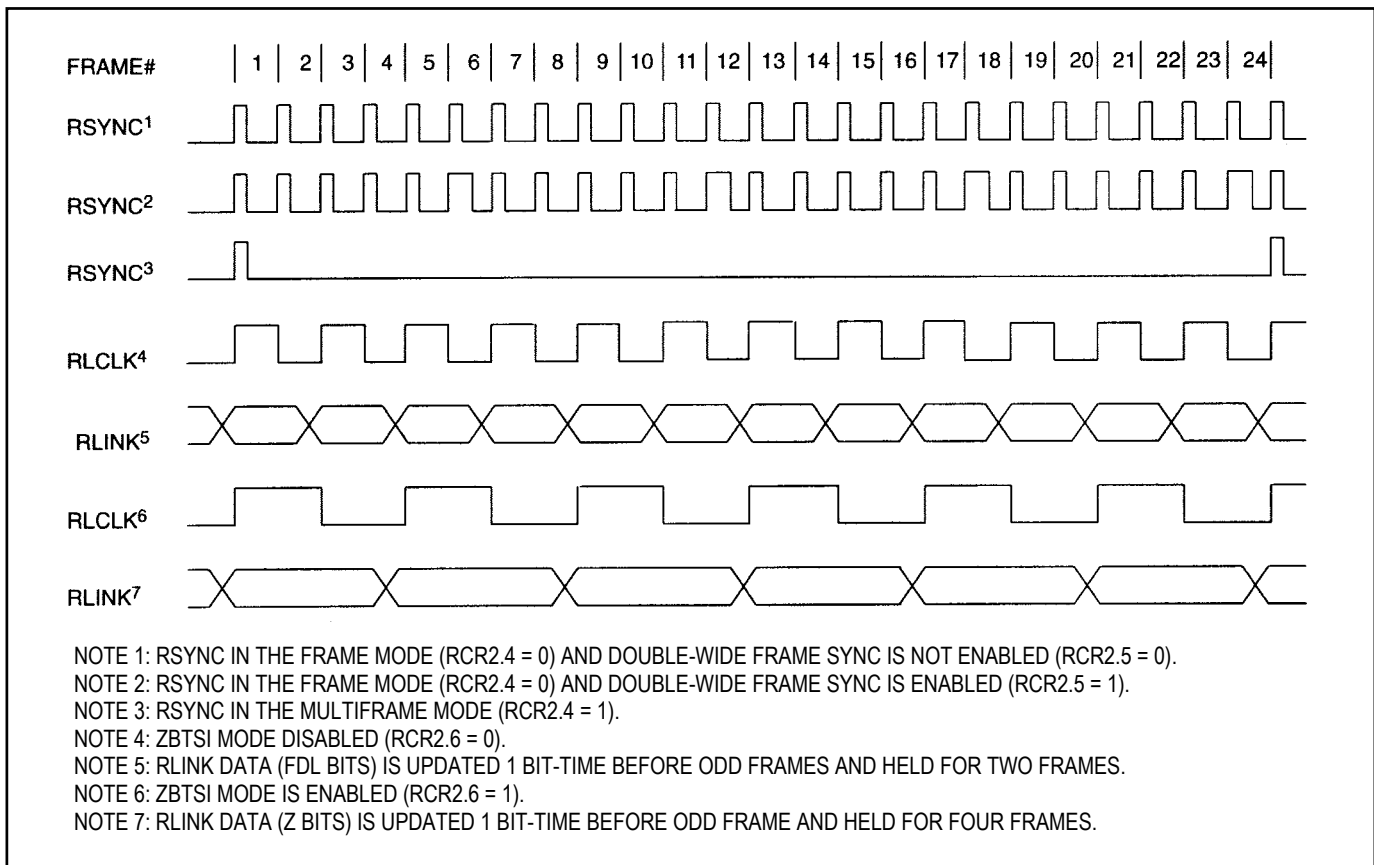 FRAME# | 1 | 2 | 3 | 4 | 5 | 6 | 7 | 8 | 9 | 10 | 11 | 12 | 13 | 14 | 15 | 16 | 17 | 18 | 19 | 20 | 21 | 22 | 23 | 24 |
RSYNC1
RSYNC2
RSYNC3
RLCLK4
RLINK5
RLCLK6
RLINK7
NOTE 1: RSYNC IN THE FRAME MODE (RCR2.4 = 0) AND DOUBLE-WIDE FRAME SYNC IS NOT ENABLED (RCR2.5 = 0).
NOTE 2: RSYNC IN THE FRAME MODE (RCR2.4 = 0) AND DOUBLE-WIDE FRAME SYNC IS ENABLED (RCR2.5 = 1).
NOTE 3: RSYNC IN THE MULTIFRAME MODE (RCR2.4 = 1).
NOTE 4: ZBTSI MODE DISABLED (RCR2.6 = 0).
NOTE 5: RLINK DATA (FDL BITS) IS UPDATED 1 BIT-TIME BEFORE ODD FRAMES AND HELD FOR TWO FRAMES.
NOTE 6: ZBTSI MODE IS ENABLED (RCR2.6 = 1).
NOTE 7: RLINK DATA (Z BITS) IS UPDATED 1 BIT-TIME BEFORE ODD FRAME AND HELD FOR FOUR FRAMES.